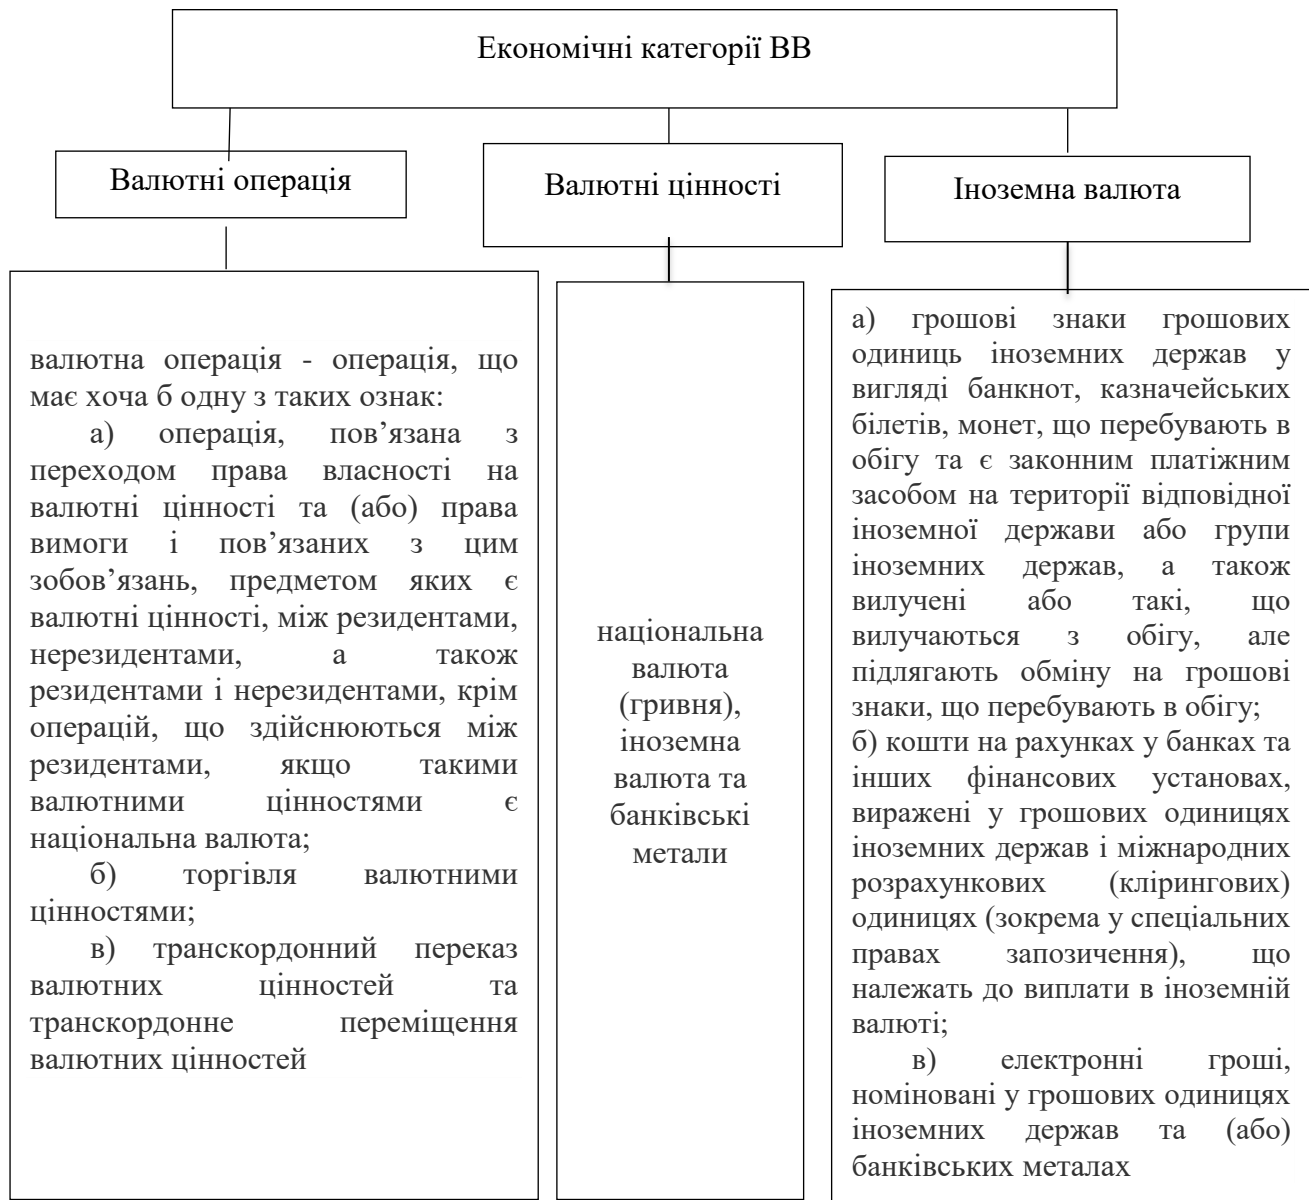 Економічні категорії ВВ
Валютні операція
Валютні цінності
Іноземна валюта
валютна операція - операція, що
має хоча б одну з таких ознак:
а) операція, пов’язана з
переходом права власності на
валютні цінності та (або) права
вимоги і пов’язаних з цим
зобов’язань, предметом яких є
валютні цінності, між резидентами,
нерезидентами, а також
резидентами і нерезидентами, крім
операцій, що здійснюються між
резидентами, якщо такими
валютними цінностями є
національна валюта;
б) торгівля валютними
цінностями;
в) транскордонний переказ
валютних цінностей та
транскордонне переміщення
валютних цінностей
національна
валюта
(гривня),
іноземна
валюта та
банківські
метали
а) грошові знаки грошових
одиниць іноземних держав у
вигляді банкнот, казначейських
білетів, монет, що перебувають в
обігу та є законним платіжним
засобом на території відповідної
іноземної держави або групи
іноземних держав, а також
вилучені або такі, що
вилучаються з обігу, але
підлягають обміну на грошові
знаки, що перебувають в обігу;
б) кошти на рахунках у банках та
інших фінансових установах,
виражені у грошових одиницях
іноземних держав і міжнародних
розрахункових (клірингових)
одиницях (зокрема у спеціальних
правах запозичення), що
належать до виплати в іноземній
валюті;
в) електронні гроші,
номіновані у грошових одиницях
іноземних держав та (або)
банківських металах